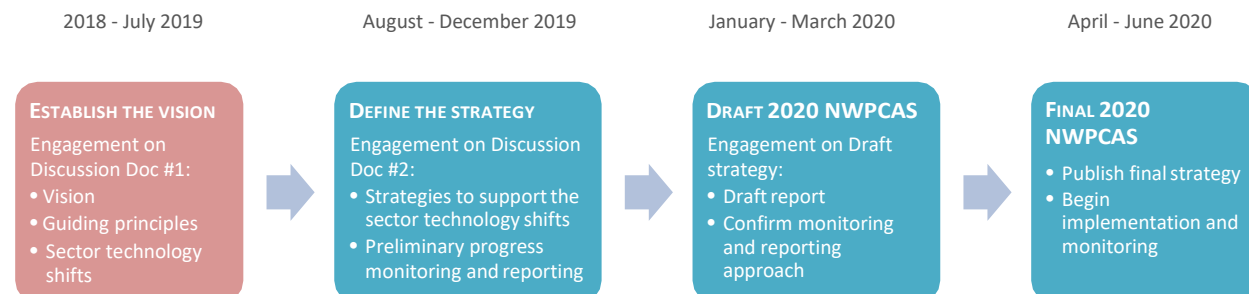 2018 - July 2019
August - December 2019
January - March 2020
April - June 2020
ESTABLISH THE VISION
Engagement on
Discussion Doc #1:
• Vision
• Guiding principles
• Sector technology
shifts
DEFINE THE STRATEGY
Engagement on Discussion
Doc #2:
• Strategies to support the
sector technology shifts
• Preliminary progress
monitoring and reporting
DRAFT 2020 NWPCAS
Engagement on Draft
strategy:
• Draft report
• Confirm monitoring
and reporting
approach
FINAL 2020
NWPCAS
• Publish final strategy
• Begin
implementation and
monitoring